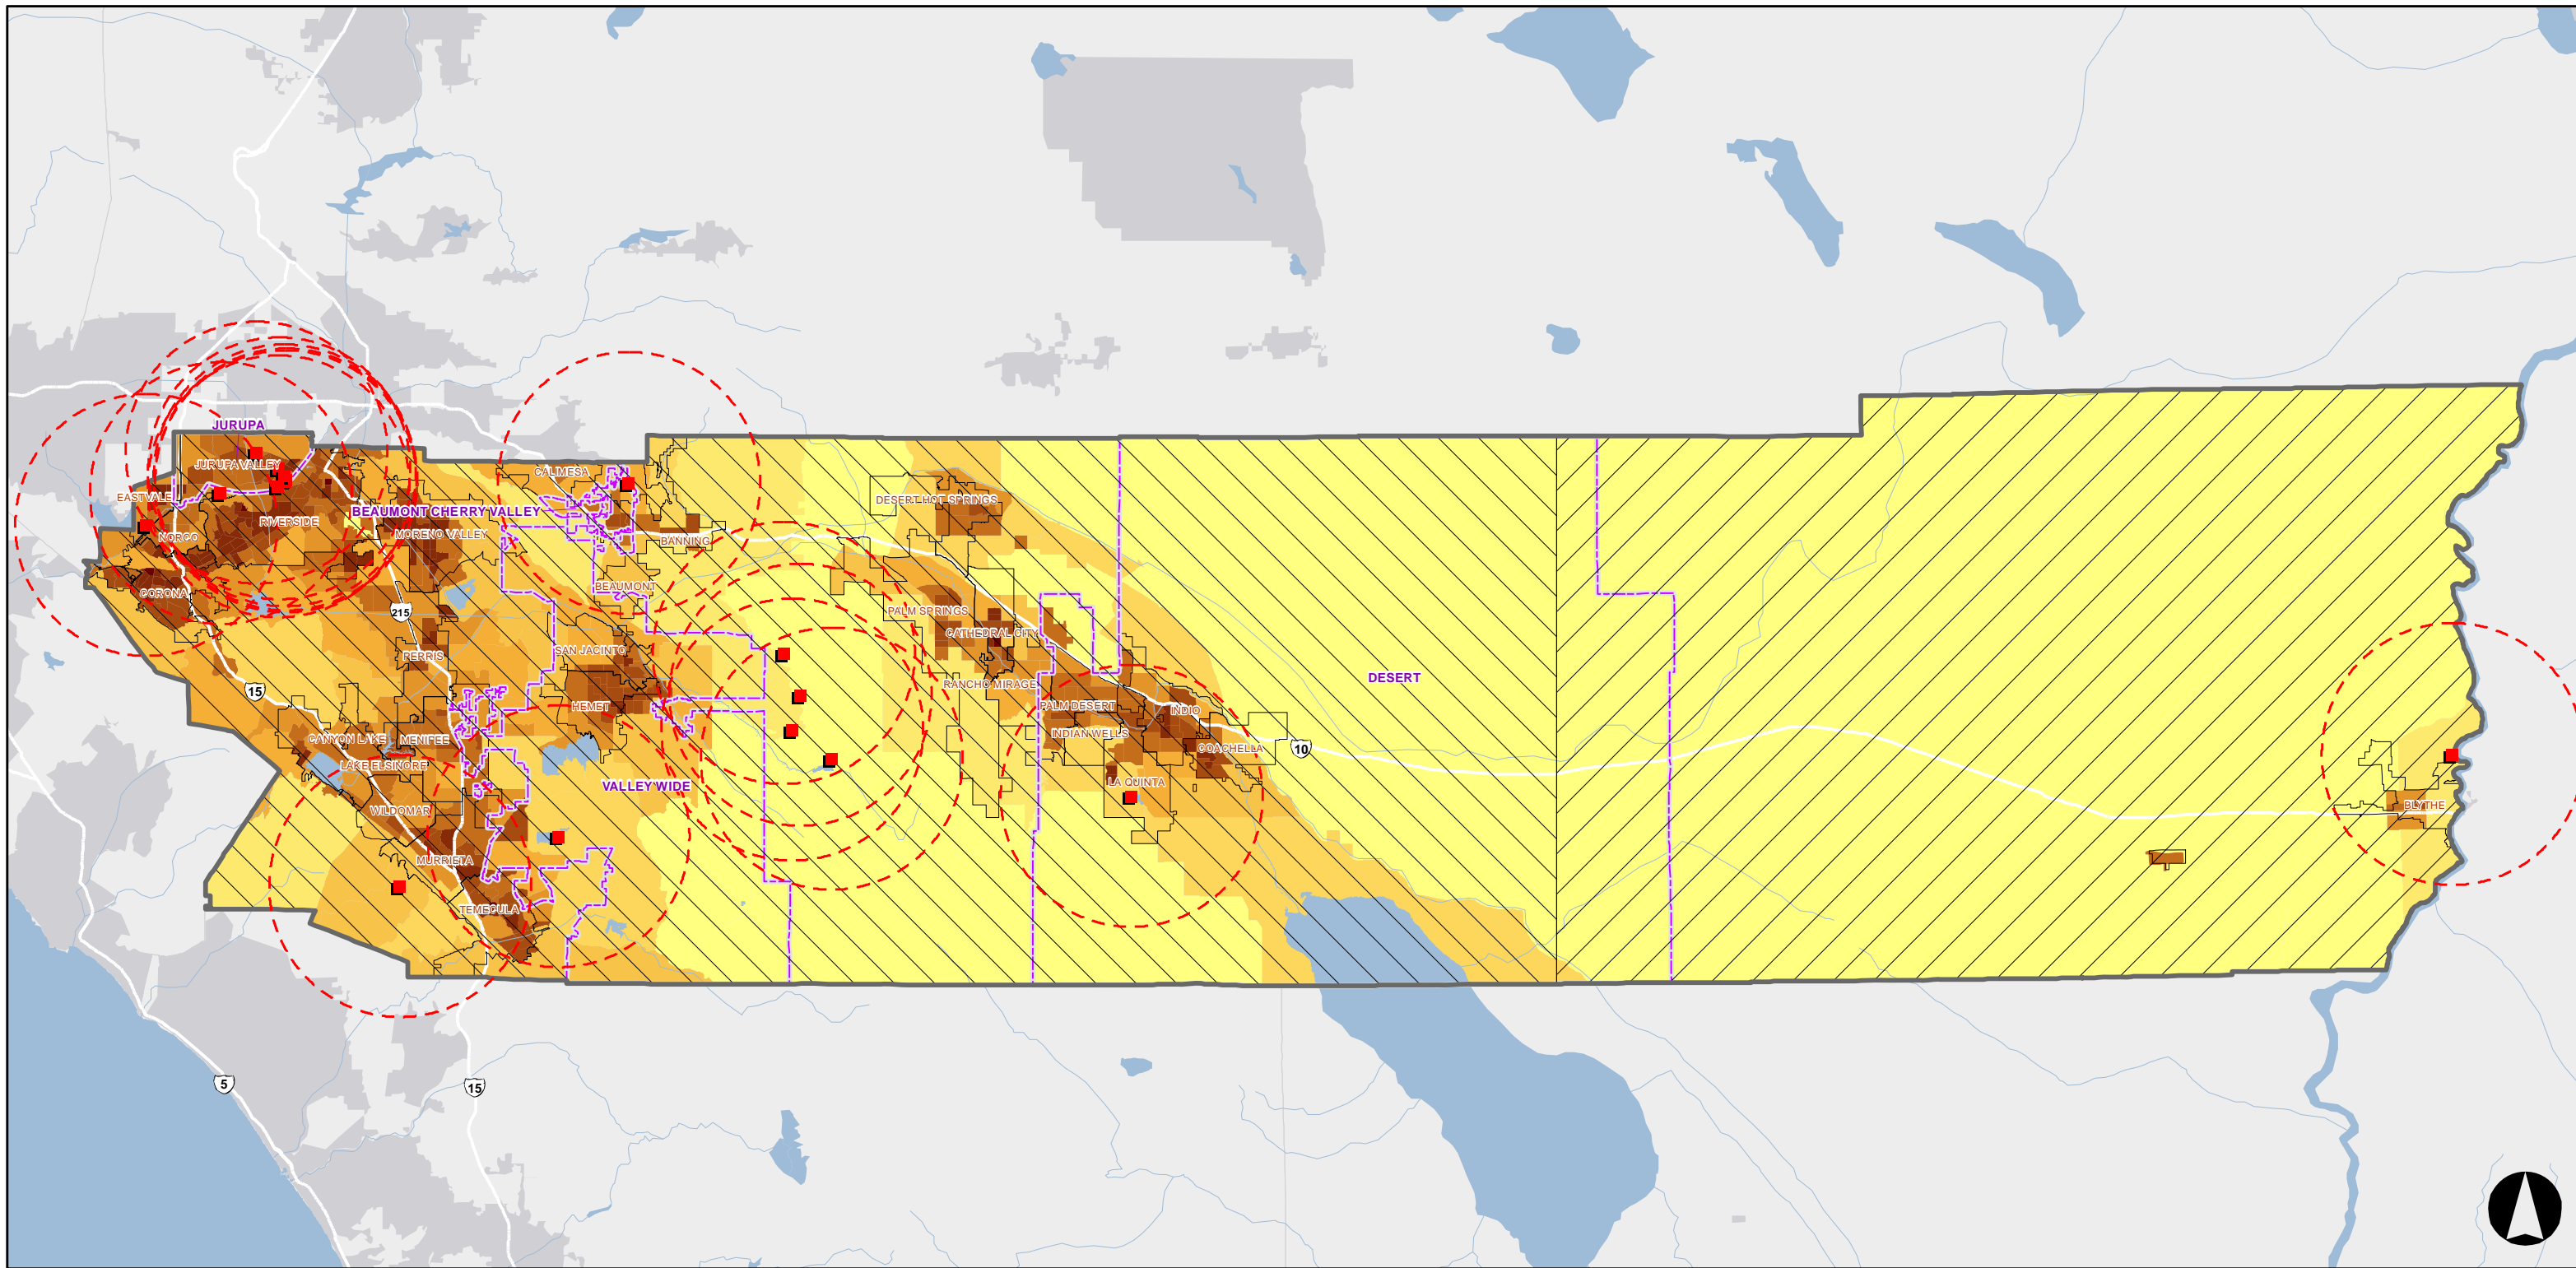 JURUPA
JURUPA VALLEY
CALIMESA
EASTVALE
DESERT HOT SPRINGS
BEAUMONT CHERRY VALLEY
RIVERSIDE
MORENO VALLEY
NORCO
BANNING
BEAUMONT
CORONA
215
PALM SPRINGS
CATHEDRAL CITY
SAN JACINTO
PERRIS
DESERT
RANCHO MIRAGE
15
HEMET
PALM DESERT
INDIO
INDIAN WELLS
CANYON LAKE
MENIFEE
COACHELLA
10
LAKE ELSINORE
LA QUINTA
VALLEY WIDE
BLYTHE
WILDOMAR
MURRIETA
TEMECULA
5
15